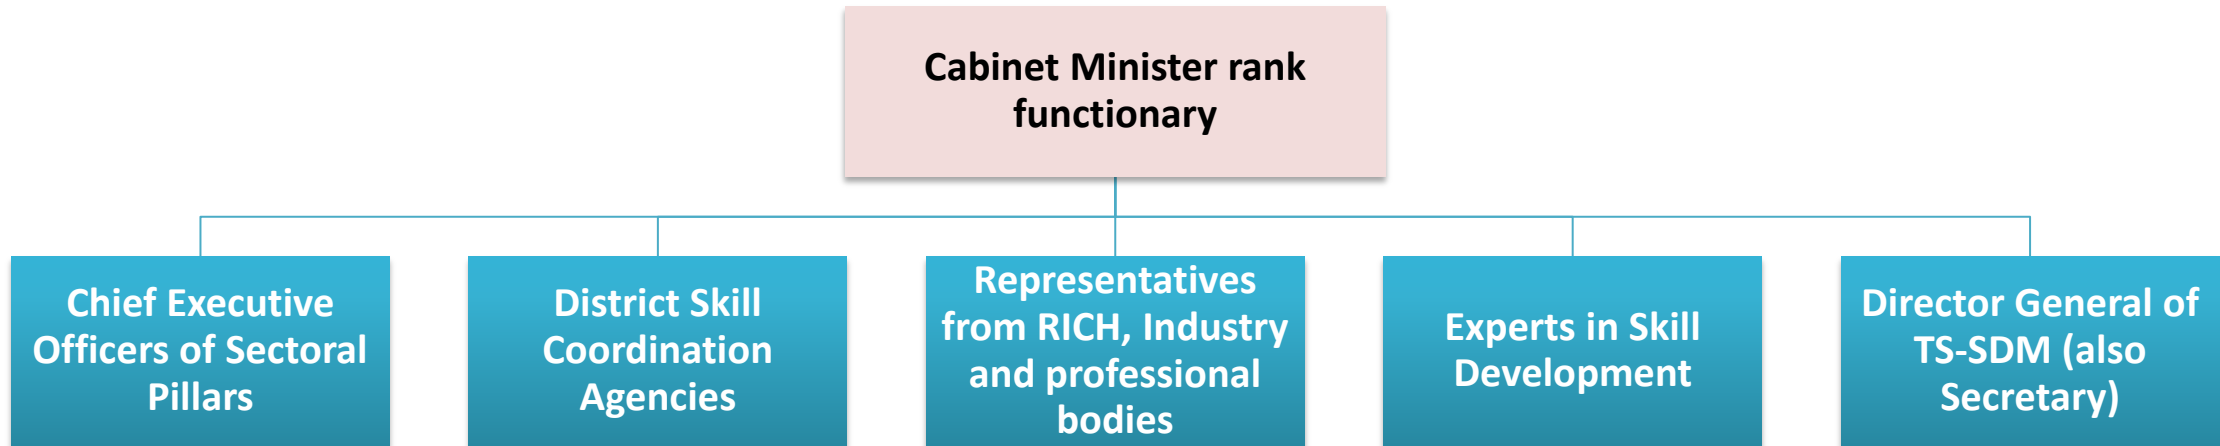 Cabinet Minister rank
functionary
Chief Executive
Officers of Sectoral
Pillars
District Skill
Coordination
Agencies
Representatives
from RICH, Industry
and professional
bodies
Experts in Skill
Development
Director General of
TS-SDM (also
Secretary)